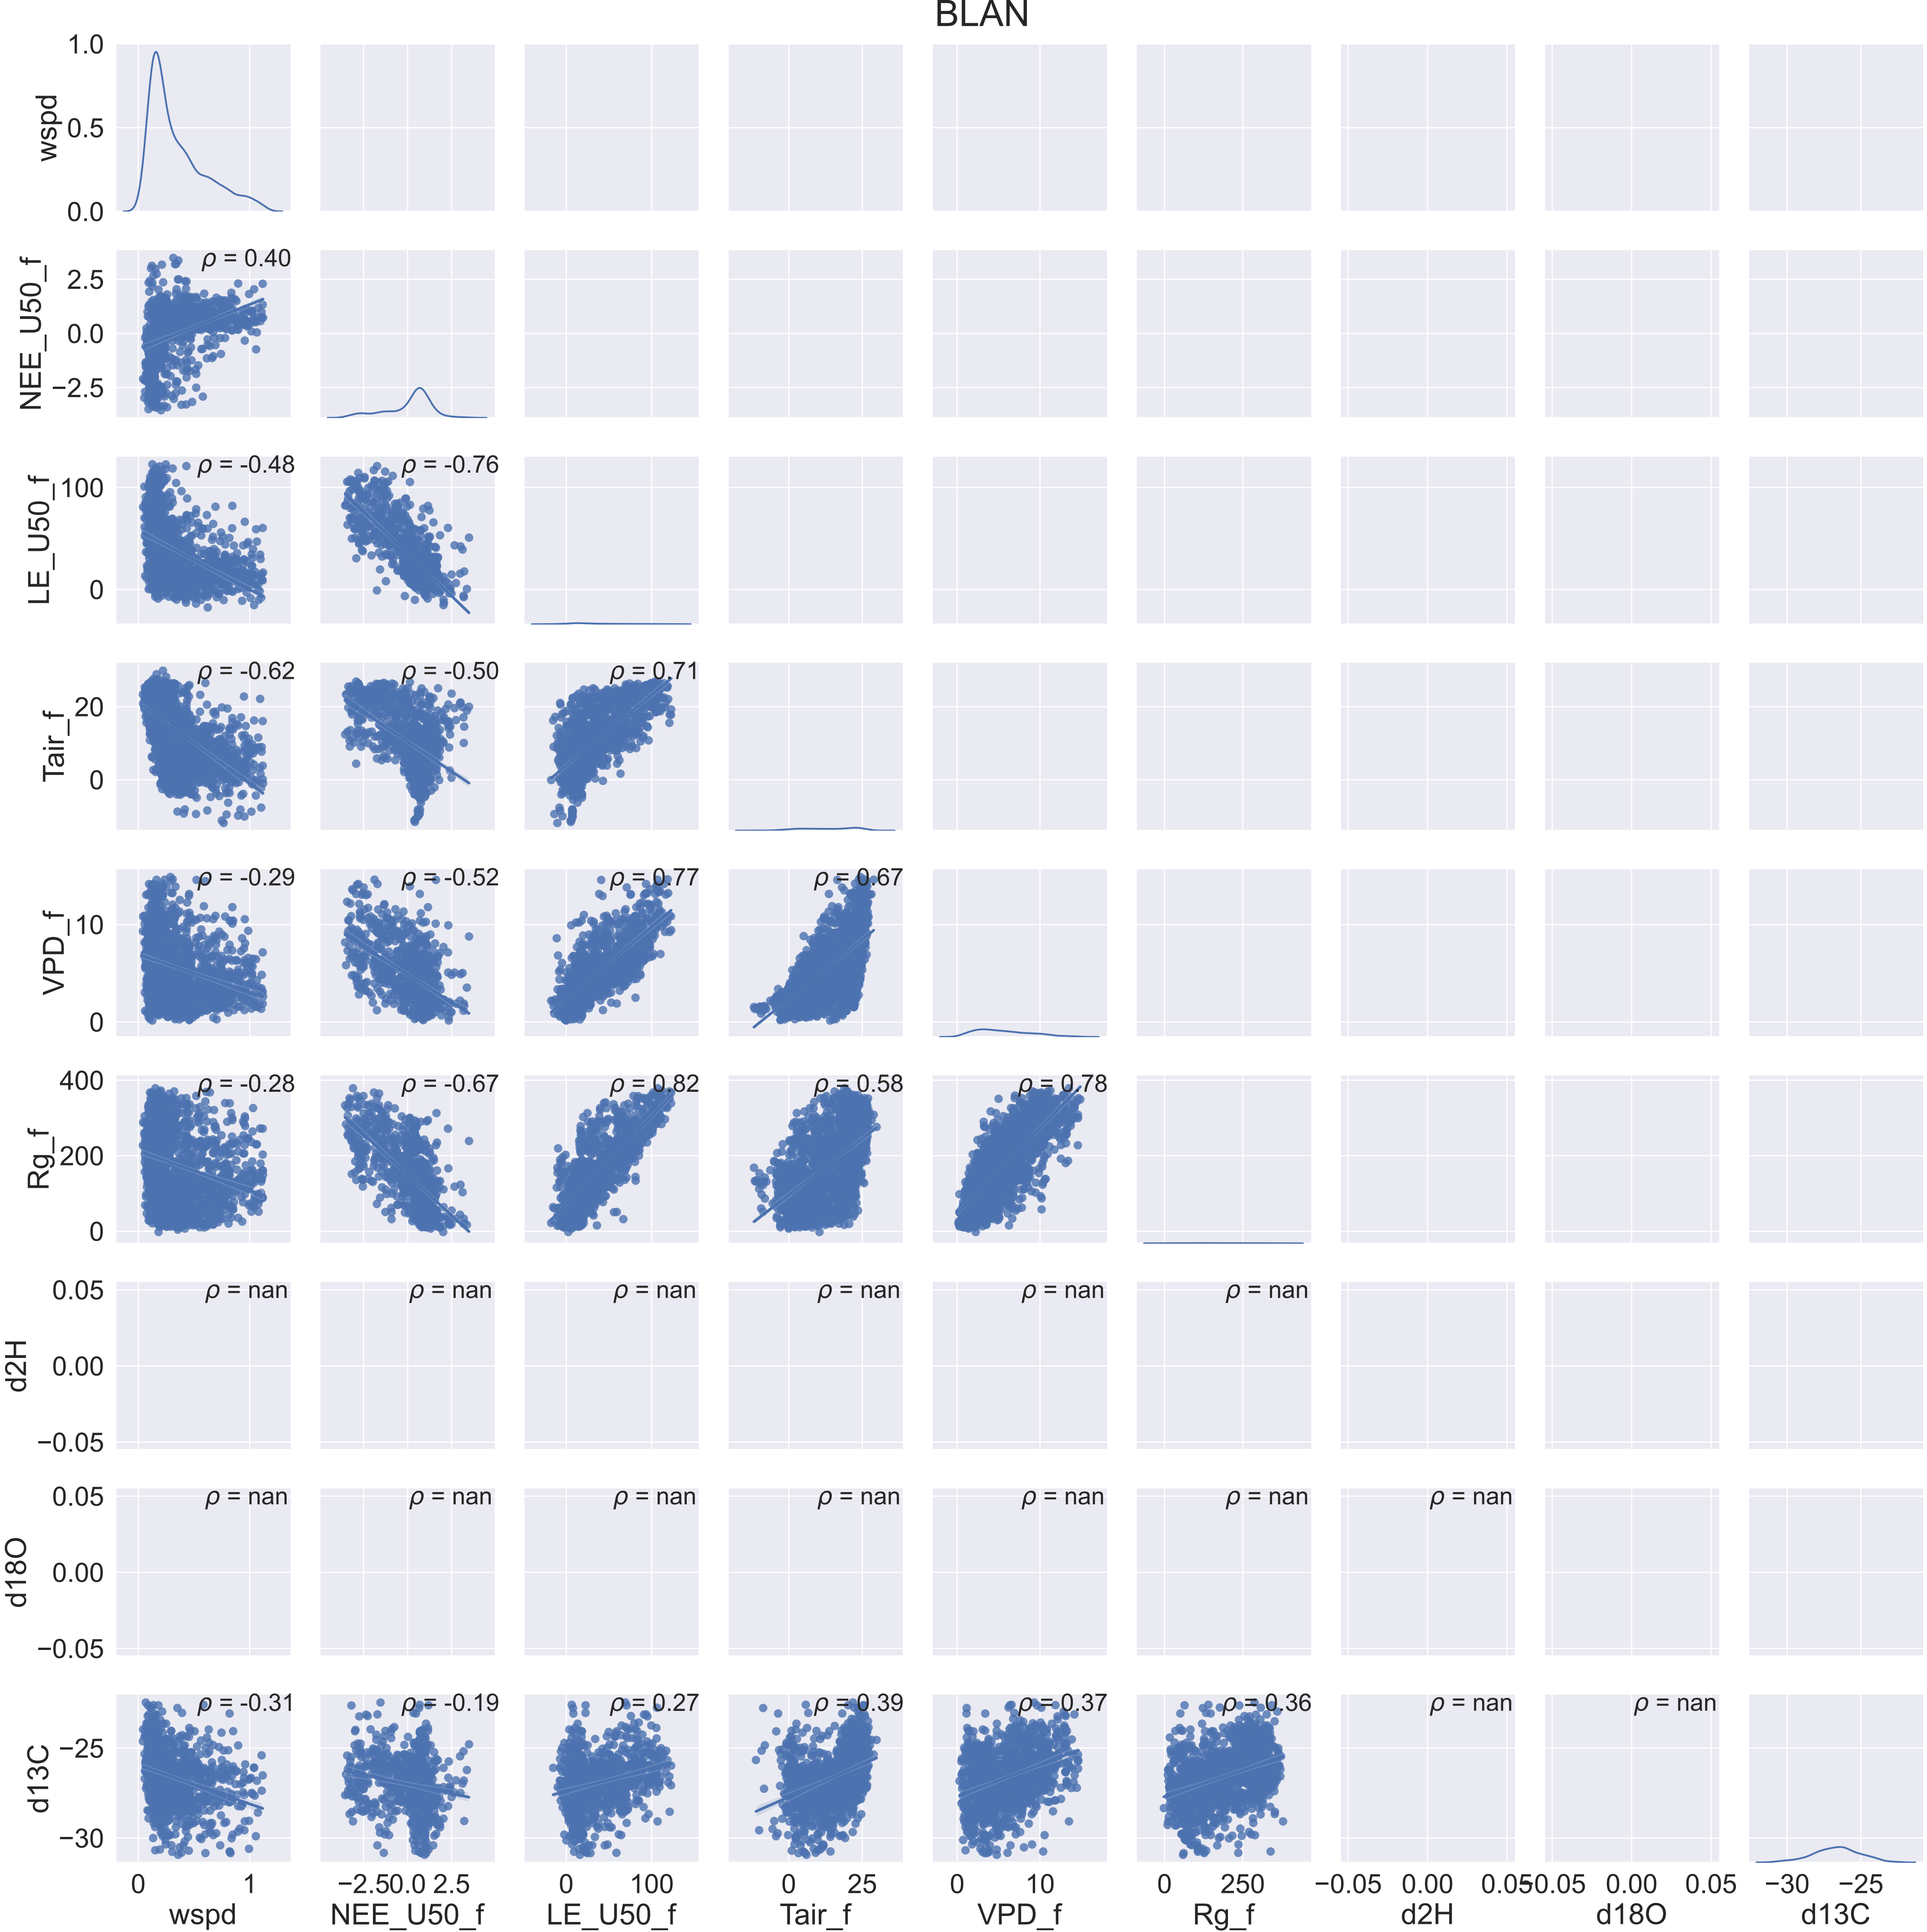 BLAN
1.0
wspd
0.5
0.0
ρ = 0.40
NEE_U50_f
2.5
0.0
−2.5
ρ = -0.48 ρ = -0.76
LE_U50_f
100
0
ρ = -0.62 ρ = -0.50 ρ = 0.71
Tair_f
20
0
ρ = -0.29 ρ = -0.52 ρ = 0.77 ρ = 0.67
VPD_f
10
0
ρ = -0.28 ρ = -0.67 ρ = 0.82 ρ = 0.58 ρ = 0.78
Rg_f
400
200
0
ρ = nan ρ = nan ρ = nan ρ = nan ρ = nan ρ = nan
d2H
0.05
0.00
−0.05
ρ = nan ρ = nan ρ = nan ρ = nan ρ = nan ρ = nan ρ = nan
d18O
0.05
0.00
−0.05
ρ = -0.31 ρ = -0.19 ρ = 0.27 ρ = 0.39 ρ = 0.37 ρ = 0.36 ρ = nan ρ = nan
d13C
−25
−30
0 1 −2.5 0.0 2.5 0 100 0 25 0 10 0 250 −0.05 0.00 0.05 −0.05 0.00 0.05 −30 −25
wspd NEE_U50_f LE_U50_f Tair_f VPD_f Rg_f d2H d18O d13C